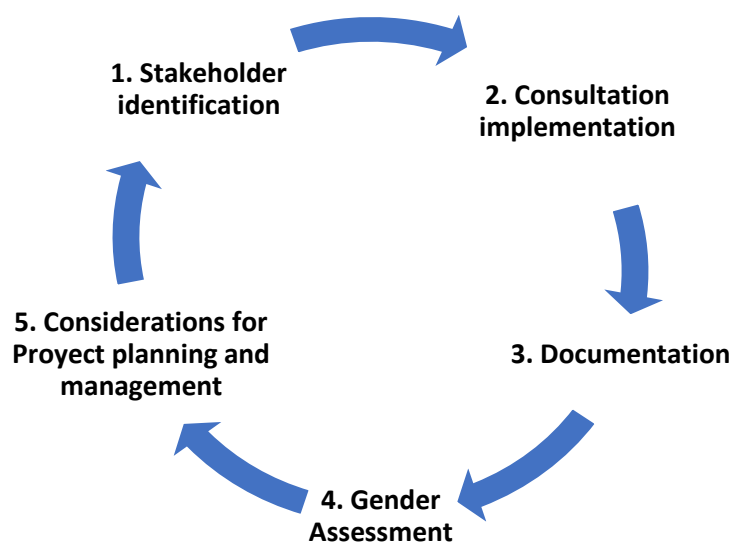 1. Stakeholder
identification
2. Consultation
implementation
3. Documentation
4. Gender
Assessment
5. Considerations for
Proyect planning and
management